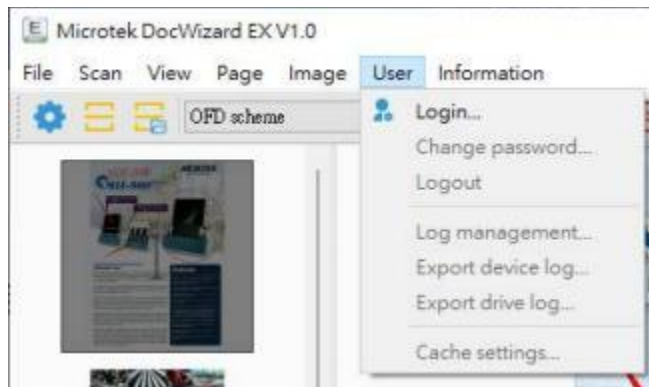 Microtek DocWizard EX V1.0
File Scan View Page Image User Information
OFD scheme
Login...
Change password...
Logout
Log management...
Export device log...
Export drive log...
Cache settings...